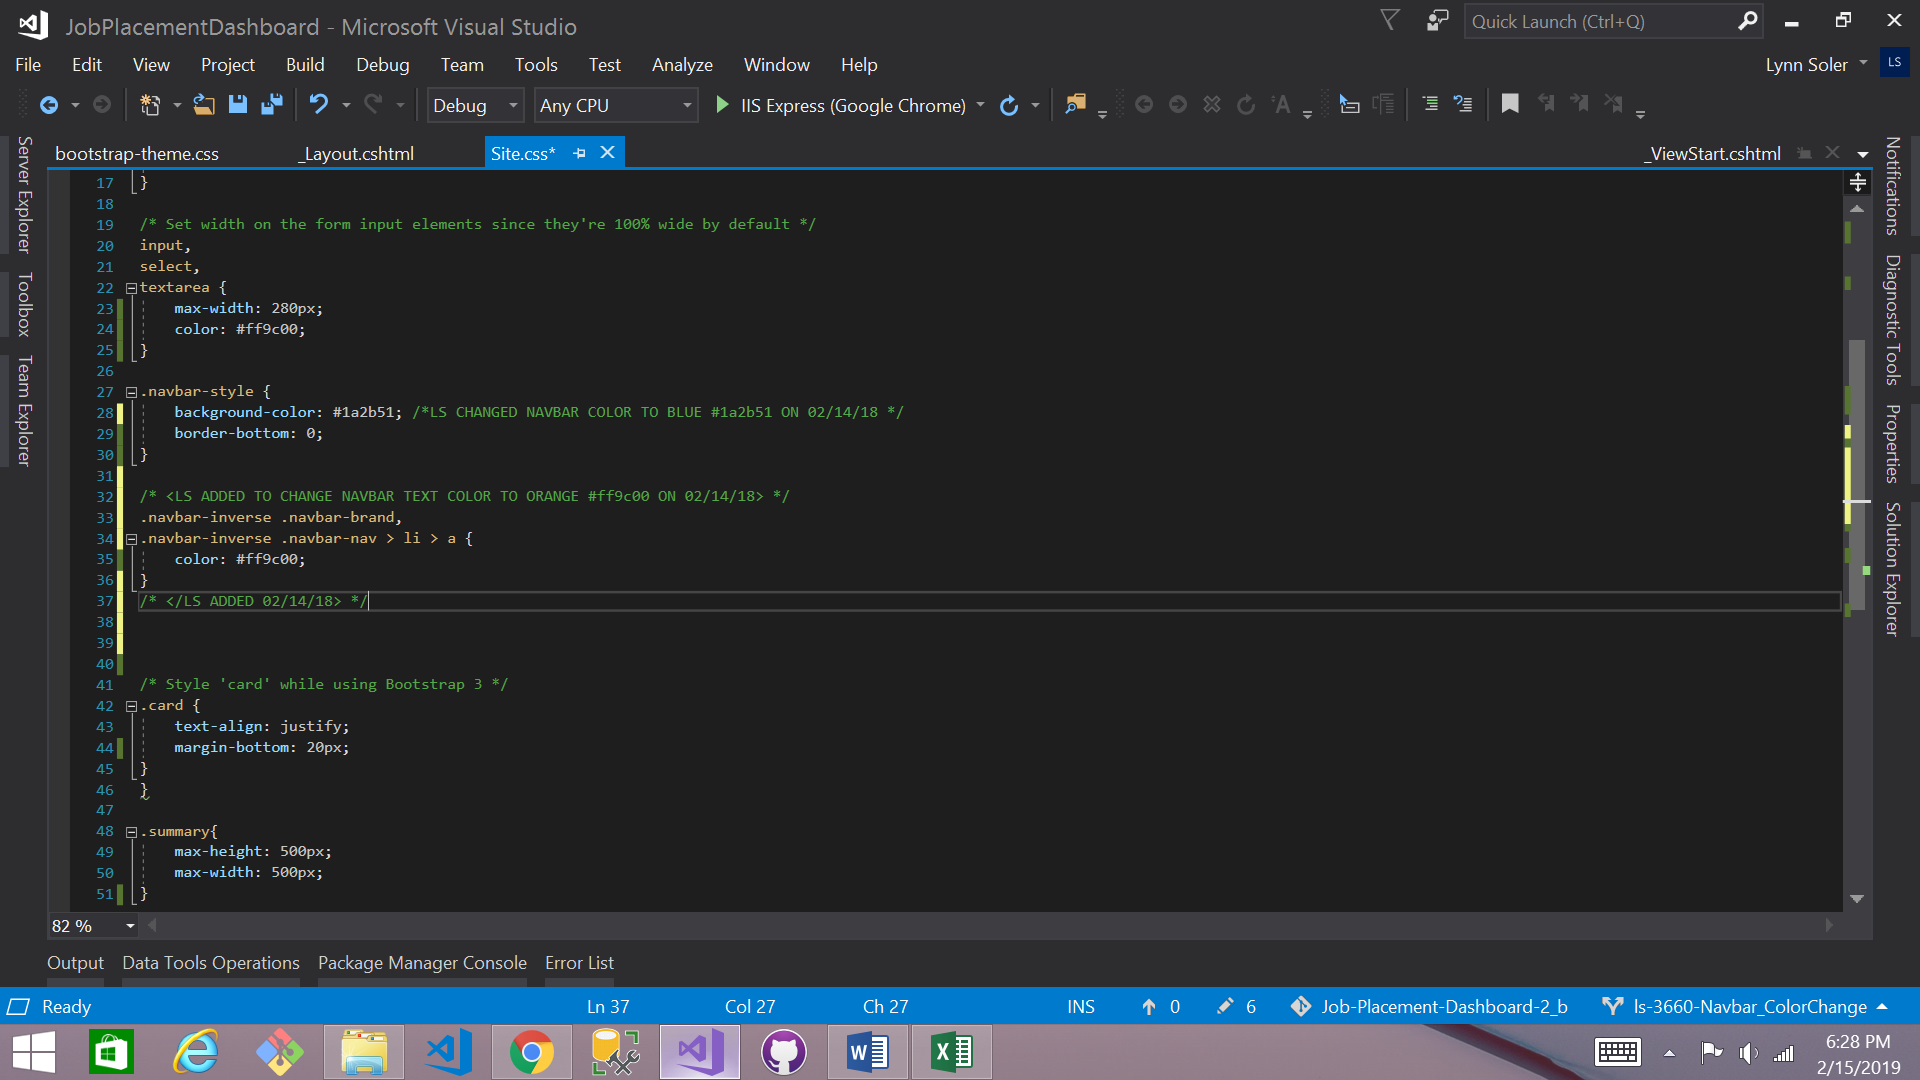 JobPlacementDashboard - Microsoft Visual Studio
Quick Launch (Ctrl+Q)
File Edit View Project Build Debug Team Tools Test Analyze Window Help
Lynn Soler LS
Debug Any CPU IIS Express (Google Chrome)
bootstrap-theme.css _Layout.cshtml Site.css* _ViewStart.cshtml
Server Explorer
Toolbox
Team Explorer
17 }
18
19 /* Set width on the form input elements since they're 100% wide by default */
20 input,
21 select,
22 textarea {
23 max-width: 280px;
24 color: #ff9c00;
25 }
26
27 .navbar-style {
28 background-color: #1a2b51; /*LS CHANGED NAVBAR COLOR TO BLUE #1a2b51 ON 02/14/18 */
29 border-bottom: 0;
30 }
31
32 /* <LS ADDED TO CHANGE NAVBAR TEXT COLOR TO ORANGE #ff9c00 ON 02/14/18> */
33 .navbar-inverse .navbar-brand,
34 .navbar-inverse .navbar-nav > li > a {
35 color: #ff9c00;
36 }
37 /* </LS ADDED 02/14/18> */
38
39
40
41 /* Style 'card' while using Bootstrap 3 */
42 .card {
43 text-align: justify;
44 margin-bottom: 20px;
45 }
46 }
47
48 .summary{
49 max-height: 500px;
50 max-width: 500px;
51 }
Notifications
Diagnostic Tools
Properties
Solution Explorer
82 %
Output Data Tools Operations Package Manager Console Error List
Ready Ln 37 Col 27 Ch 27 INS 0 6 Job-Placement-Dashboard-2_b ls-3660-Navbar_ColorChange
6:28 PM
2/15/2019